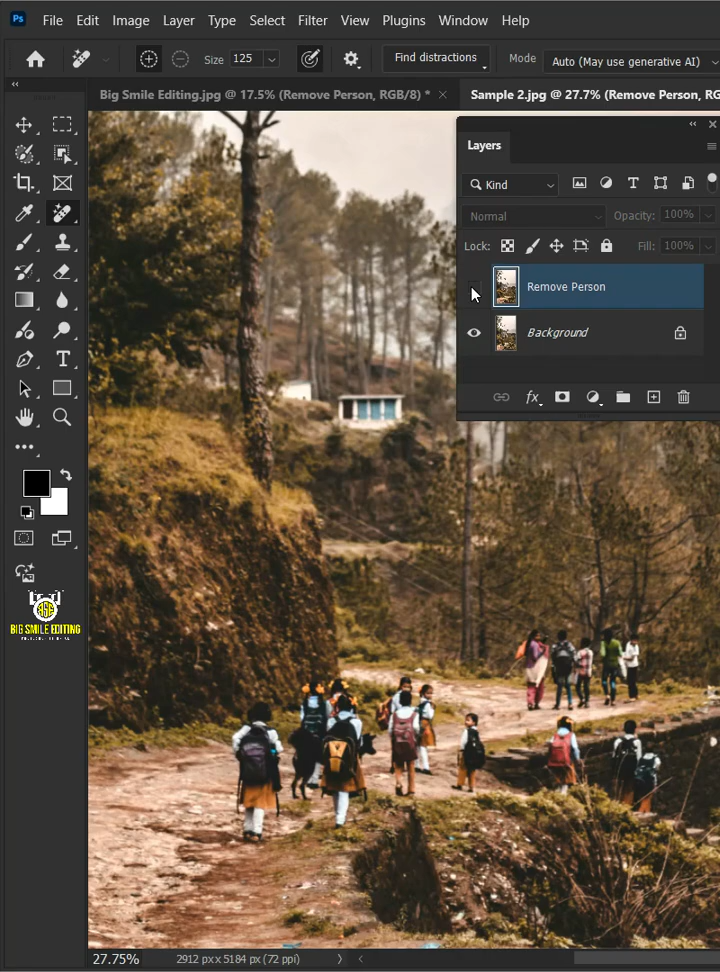 Ps File Edit Image Layer Type Select Filter View Plugins Window Help
Size 125 Find distractions Mode Auto (May use generative AI)
Big Smile Editing.jpg @ 17.5% (Remove Person, RGB/8) * Sample 2.jpg @ 27.7% (Remove Person, RG
Layers
Kind
Normal Opacity: 100%
Lock: Fill: 100%
Remove Person
Background
fx
BIG SMILE EDITING
27.75% 2912 px x 5184 px (72 ppi)